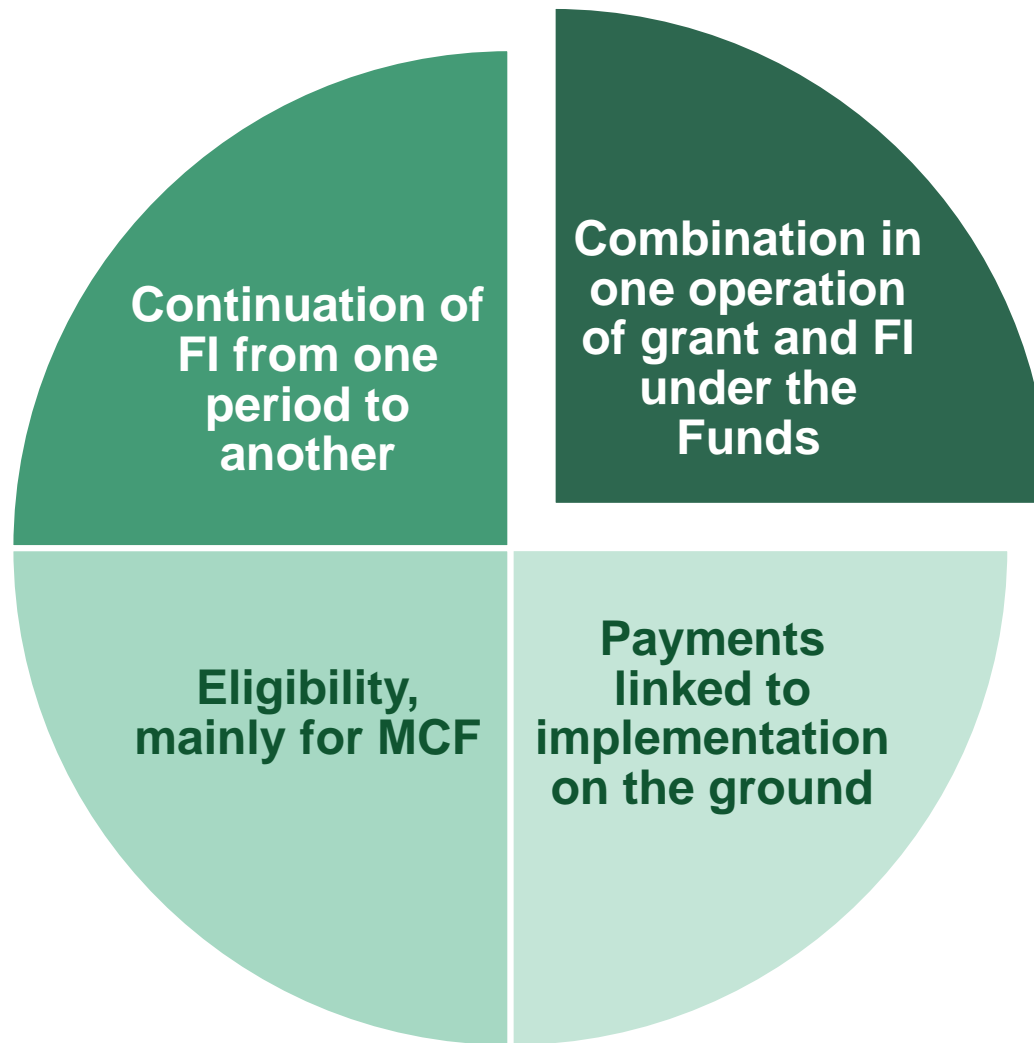 Continuation of
FI from one
period to
another
Combination in
one operation
of grant and FI
under the
Funds
Eligibility,
mainly for MCF
Payments
linked to
implementation
on the ground